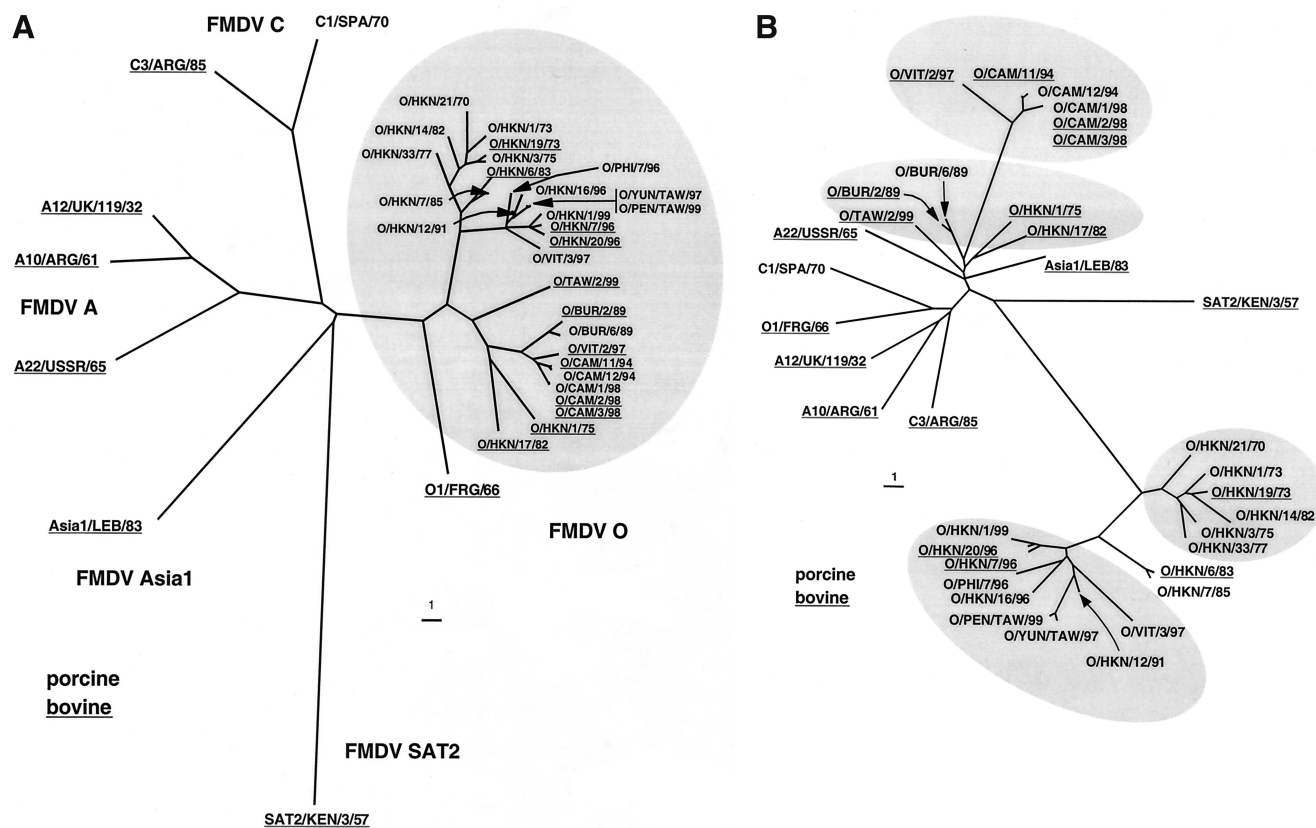 A
FMDV C
C1/SPA/70
C3/ARG/85
O/HKN/21/70
O/HKN/14/82
O/HKN/1/73
O/HKN/19/73
O/HKN/33/77
O/HKN/3/75
O/HKN/6/83
O/PHI/7/96
O/HKN/7/85
O/HKN/16/96
O/YUN/TAW/97
O/PEN/TAW/99
O/HKN/12/91
O/HKN/1/99
O/HKN/7/96
O/HKN/20/96
O/VIT/3/97
A12/UK/119/32
A10/ARG/61
FMDV A
A22/USSR/65
O/TAW/2/99
O/BUR/2/89
O/BUR/6/89
O/VIT/2/97
O/CAM/11/94
O/CAM/12/94
O/CAM/1/98
O/CAM/2/98
O/CAM/3/98
O/HKN/1/75
O/HKN/17/82
O1/FRG/66
Asia1/LEB/83
FMDV O
FMDV Asia1
1
porcine
bovine
FMDV SAT2
SAT2/KEN/3/57
B
O/VIT/2/97
O/CAM/11/94
O/CAM/12/94
O/CAM/1/98
O/CAM/2/98
O/CAM/3/98
O/BUR/6/89
O/BUR/2/89
O/TAW/2/99
O/HKN/1/75
A22/USSR/65
O/HKN/17/82
C1/SPA/70
Asia1/LEB/83
SAT2/KEN/3/57
O1/FRG/66
A12/UK/119/32
A10/ARG/61
C3/ARG/85
1
O/HKN/21/70
O/HKN/1/73
O/HKN/19/73
O/HKN/14/82
O/HKN/3/75
O/HKN/33/77
O/HKN/1/99
O/HKN/20/96
O/HKN/7/96
O/HKN/6/83
O/PHI/7/96
O/HKN/7/85
O/HKN/16/96
O/PEN/TAW/99
O/YUN/TAW/97
O/VIT/3/97
O/HKN/12/91
porcine
bovine